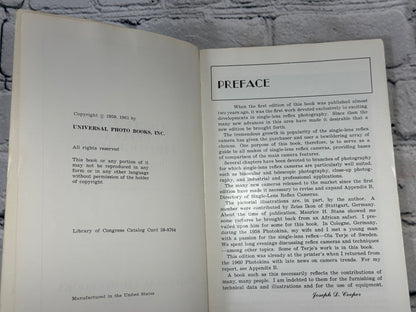 Copyright © 1959, 1961 by
UNIVERSAL PHOTO BOOKS, INC.
All rights reserved
This book or any portion of it
may not be reproduced in any
form or in any other language
without permission of the holder
of copyright.
Library of Congress Catalog Card 59-8764
Manufactured in the United States
PREFACE
When the first edition of this book was published almost
two years ago, it was the first work devoted exclusively to exciting
developments in single-lens reflex photography. Since then the
many new advances in this area have made it desirable that a
new edition be brought forth.
The tremendous growth in popularity of the single-lens reflex
camera has given the purchaser and user a bewildering array of
choices. One purpose of this book, therefore, is to serve as a
guide to all makes of single-lens reflex cameras, providing bases
of comparison of the main camera features.
Several chapters have been devoted to branches of photography
for which single-lens reflex cameras are particularly well suited,
such as binocular and telescopic photography, close-up photog-
raphy, and industrial and professional applications.
The many new cameras released to the market since the first
edition have made it necessary to revise and expand Appendix B,
Directory of Single-Lens Reflex Cameras.
The pictorial illustrations are, in part, by the author. A
number were contributed by Zeiss Ikon of Stuttgart, Germany.
About the time of publication, Maurice H. Stans showed me
some pictures he brought back from an African safari. I pre-
vailed upon him for some for this book. In Cologne, Germany,
during the 1958 Photokina, my wife and I met a young man
with a passion for the single-lens reflex—Ola Terje of Sweden.
We spent long evenings discussing reflex cameras and techniques
—among other topics. Some of Terje's work is in this book.
This edition was already at the printer's when I returned from
the 1960 Photokina with late news on camera trends. For my
report, see Appendix B.
A book such as this necessarily reflects the contributions of
many people. I am indebted to them for the furnishing of
technical data and illustrations and for the use of equipment.
Joseph D. Cooper